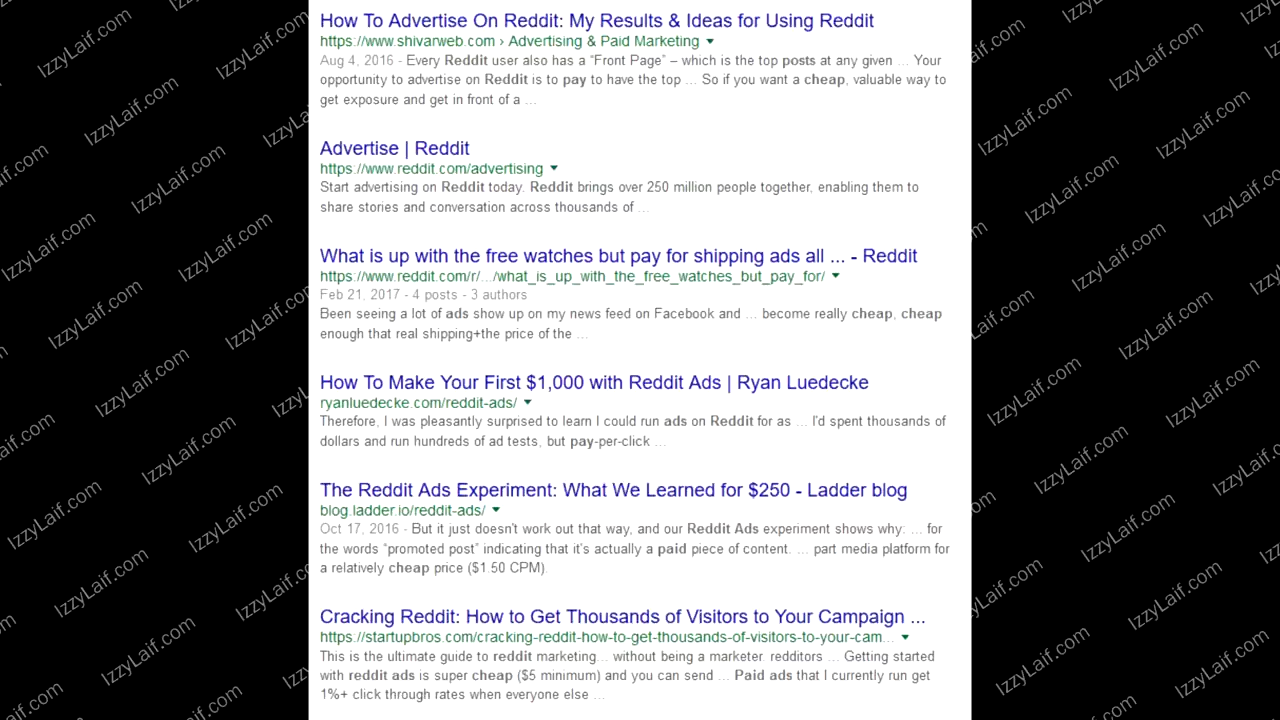 How To Advertise On Reddit: My Results & Ideas for Using Reddit
https://www.shivarweb.com › Advertising & Paid Marketing
Aug 4, 2016 - Every Reddit user also has a “Front Page” – which is the top posts at any given ... Your
opportunity to advertise on Reddit is to pay to have the top ... So if you want a cheap, valuable way to
get exposure and get in front of a ...
Advertise | Reddit
https://www.reddit.com/advertising
Start advertising on Reddit today. Reddit brings over 250 million people together, enabling them to
share stories and conversation across thousands of ...
What is up with the free watches but pay for shipping ads all ... - Reddit
https://www.reddit.com/r/.../what_is_up_with_the_free_watches_but_pay_for/
Feb 21, 2017 - 4 posts - 3 authors
Been seeing a lot of ads show up on my news feed on Facebook and ... become really cheap, cheap
enough that real shipping+the price of the ...
How To Make Your First $1,000 with Reddit Ads | Ryan Luedecke
ryanluedecke.com/reddit-ads/
Therefore, I was pleasantly surprised to learn I could run ads on Reddit for as ... I'd spent thousands of
dollars and run hundreds of ad tests, but pay-per-click ...
The Reddit Ads Experiment: What We Learned for $250 - Ladder blog
blog.ladder.io/reddit-ads/
Oct 17, 2016 - But it just doesn't work out that way, and our Reddit Ads experiment shows why: ... for
the words “promoted post” indicating that it's actually a paid piece of content. ... part media platform for
a relatively cheap price ($1.50 CPM).
Cracking Reddit: How to Get Thousands of Visitors to Your Campaign ...
https://startupbros.com/cracking-reddit-how-to-get-thousands-of-visitors-to-your-cam...
This is the ultimate guide to reddit marketing... without being a marketer. redditors ... Getting started
with reddit ads is super cheap ($5 minimum) and you can send ... Paid ads that I currently run get
1%+ click through rates when everyone else ...
IzzyLaif.com